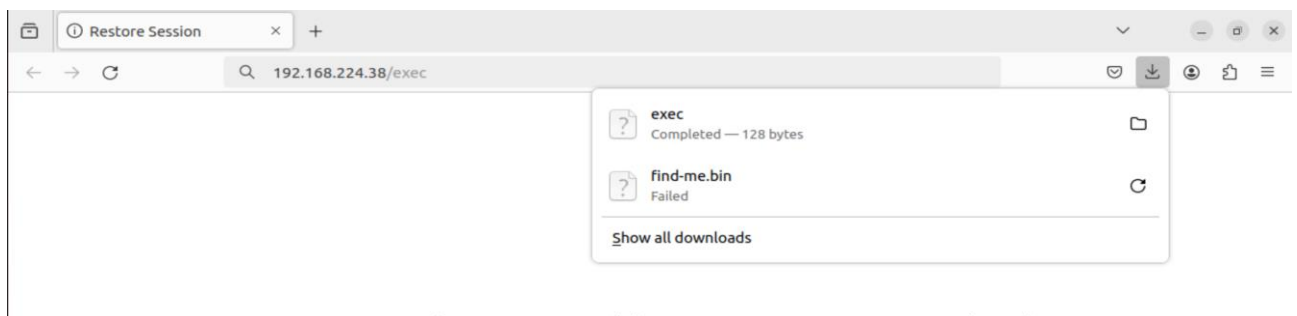 Restore Session
192.168.224.38/exec
exec
Completed — 128 bytes
find-me.bin
Failed
Show all downloads